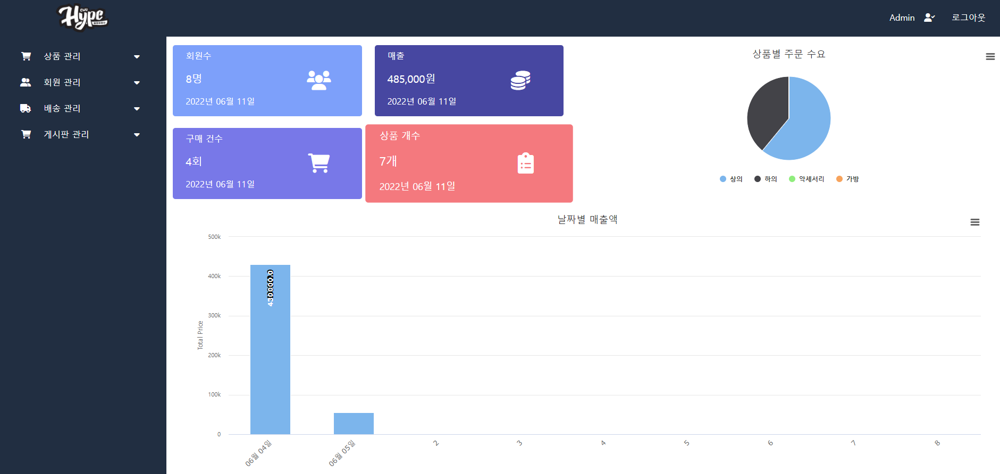 CWU
Hype
Admin
로그아웃
상품 관리
회원 관리
배송 관리
게시판 관리
회원수
8명
2022년 06월 11일
매출
485,000원
2022년 06월 11일
구매 건수
4회
2022년 06월 11일
상품 개수
7개
2022년 06월 11일
상품별 주문 수요
상의
하의
악세서리
가방
날짜별 매출액
Total Price
500k
400k
300k
200k
100k
0
430000.0
06월 04일
06월 05일
2
3
4
5
6
7
8